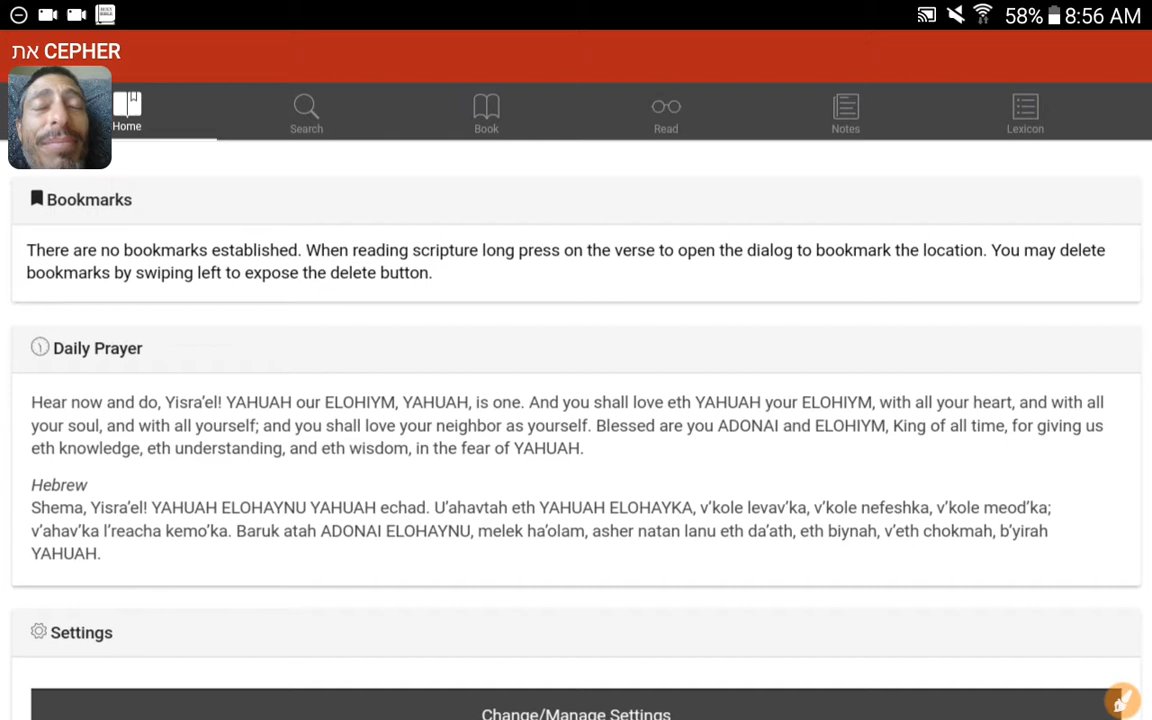 58% 8:56 AM
את CEPHER
Home
Search
Book
Read
Notes
Lexicon
Bookmarks
There are no bookmarks established. When reading scripture long press on the verse to open the dialog to bookmark the location. You may delete
bookmarks by swiping left to expose the delete button.
Daily Prayer
Hear now and do, Yisra’el! YAHUAH our ELOHIYM, YAHUAH, is one. And you shall love eth YAHUAH your ELOHIYM, with all your heart, and with all
your soul, and with all yourself; and you shall love your neighbor as yourself. Blessed are you ADONAI and ELOHIYM, King of all time, for giving us
eth knowledge, eth understanding, and eth wisdom, in the fear of YAHUAH.
Hebrew
Shema, Yisra’el! YAHUAH ELOHAYNU YAHUAH echad. U’ahavtah eth YAHUAH ELOHAYKA, v’kole levav’ka, v’kole nefeshka, v’kole meod’ka;
v’ahav’ka l’reacha kemo’ka. Baruk atah ADONAI ELOHAYNU, melek ha’olam, asher natan lanu eth da’ath, eth biynah, v’eth chokmah, b’yirah
YAHUAH.
Settings
Change/Manage Settings